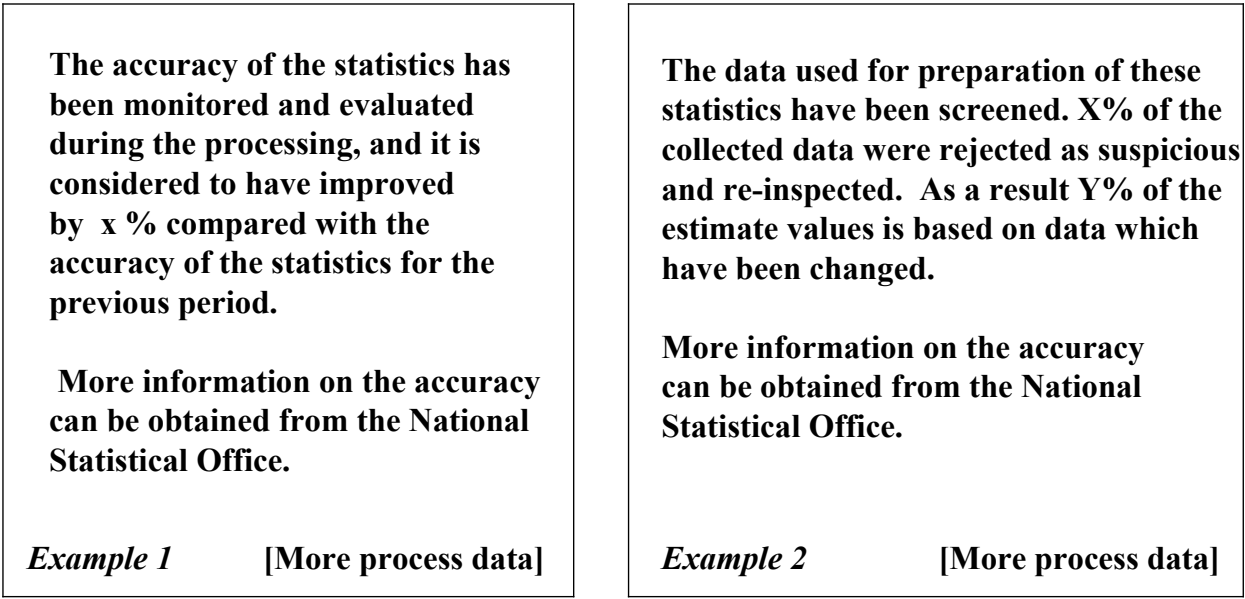 The accuracy of the statistics has
been monitored and evaluated
during the processing, and it is
considered to have improved
by x % compared with the
accuracy of the statistics for the
previous period.
More information on the accuracy
can be obtained from the National
Statistical Office.
Example 1 [More process data]
The data used for preparation of these
statistics have been screened. X% of the
collected data were rejected as suspicious
and re-inspected. As a result Y% of the
estimate values is based on data which
have been changed.
More information on the accuracy
can be obtained from the National
Statistical Office.
Example 2 [More process data]